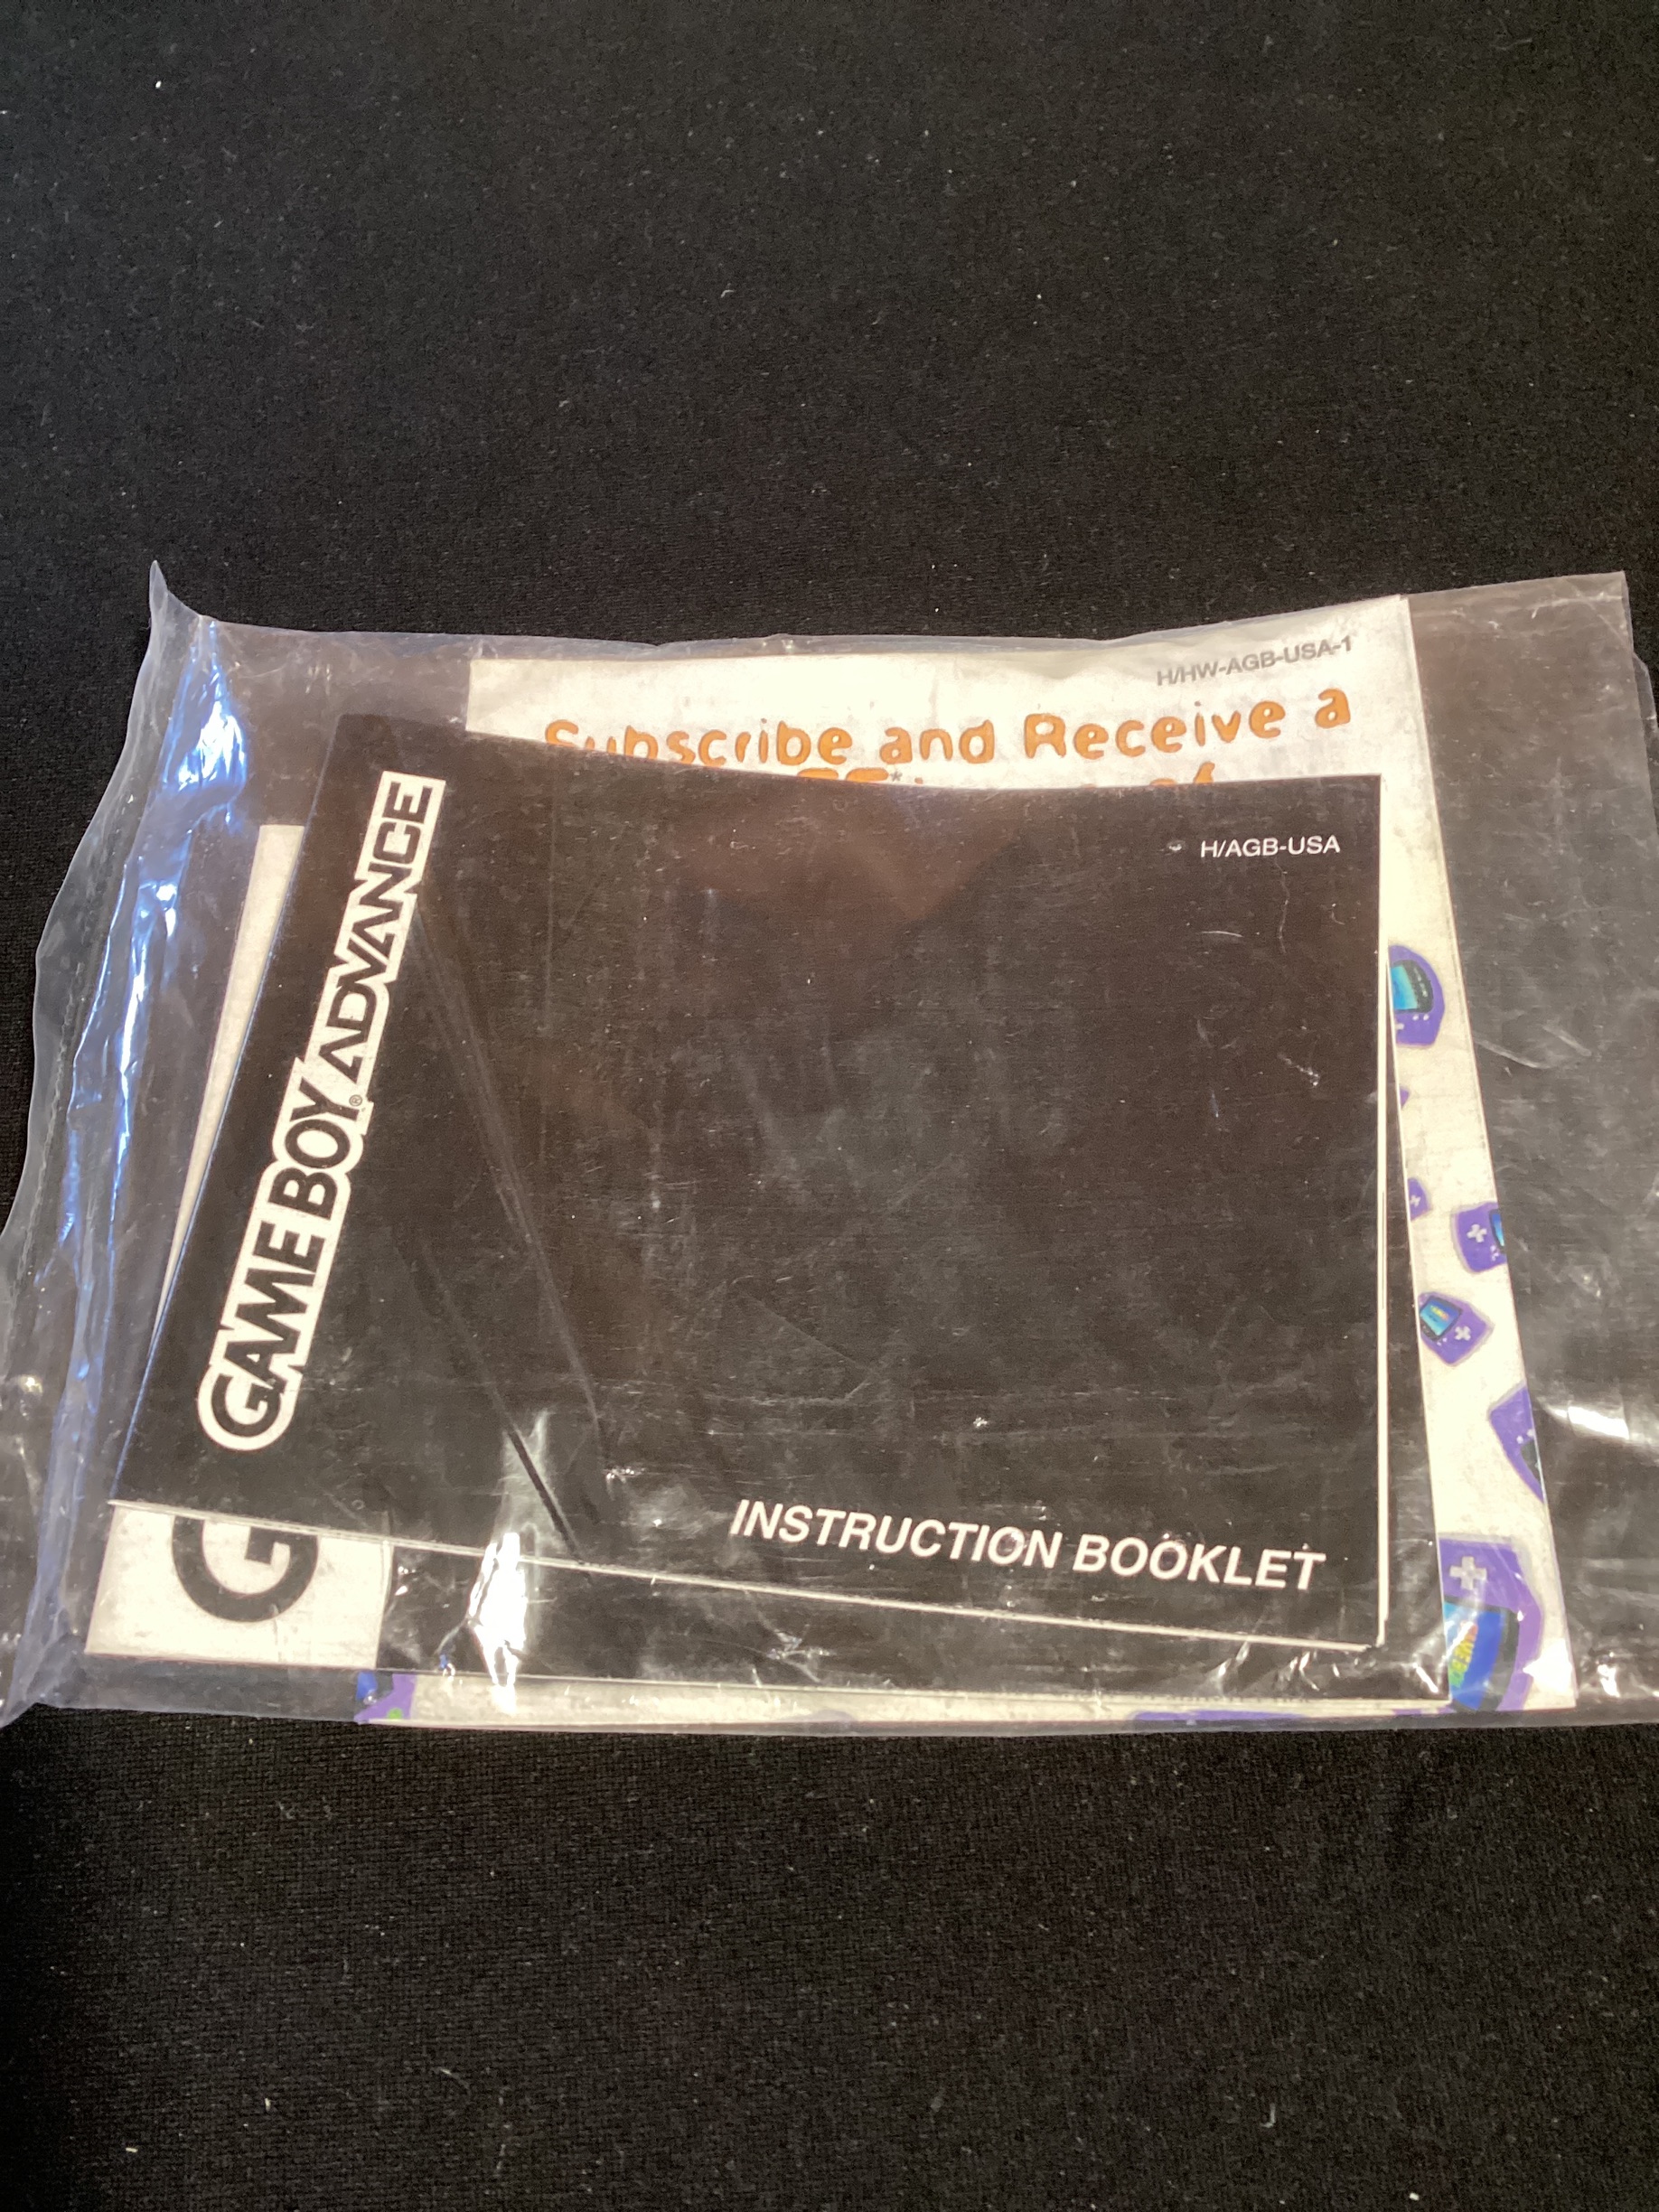 H/HW-AGB-USA-1
Subscribe and Receive a
H/AGB-USA
GAME BOY® ADVANCE
INSTRUCTION BOOKLET
G